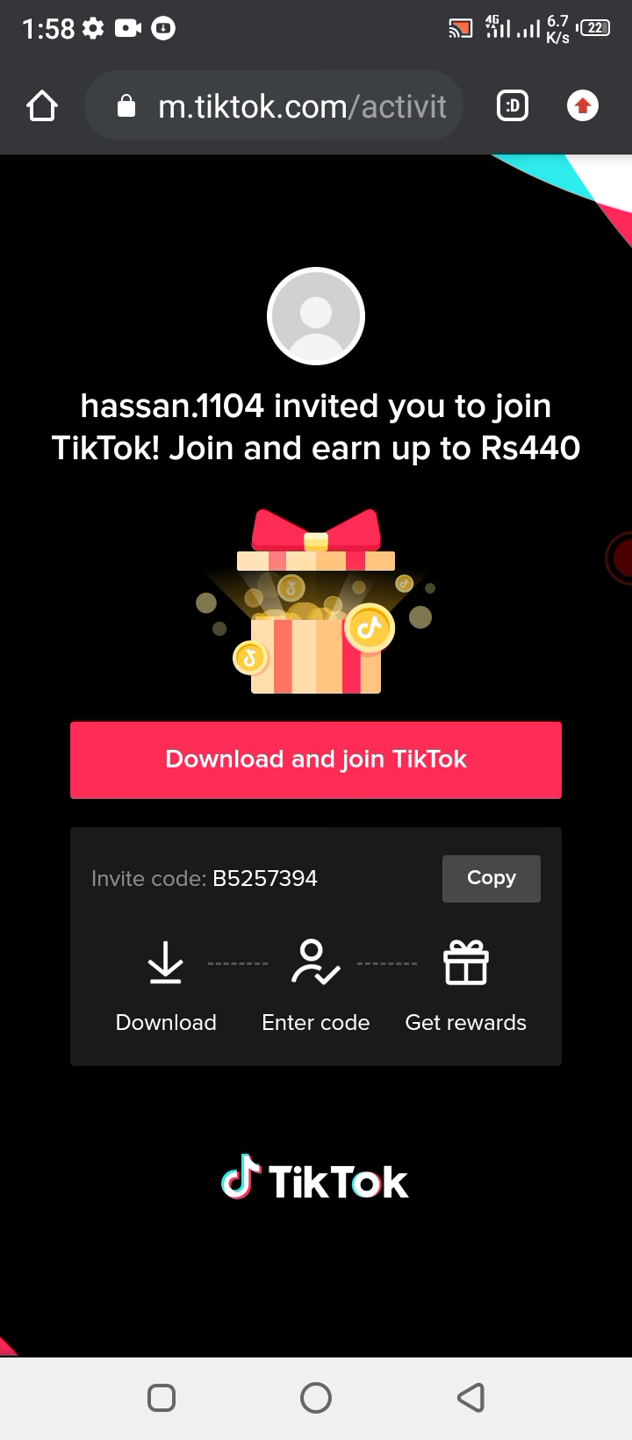 1:58
4G
6.7
K/s
22
m.tiktok.com/activit
:D
hassan.1104 invited you to join
TikTok! Join and earn up to Rs440
Download and join TikTok
Invite code: B5257394
Copy
Download
Enter code
Get rewards
TikTok